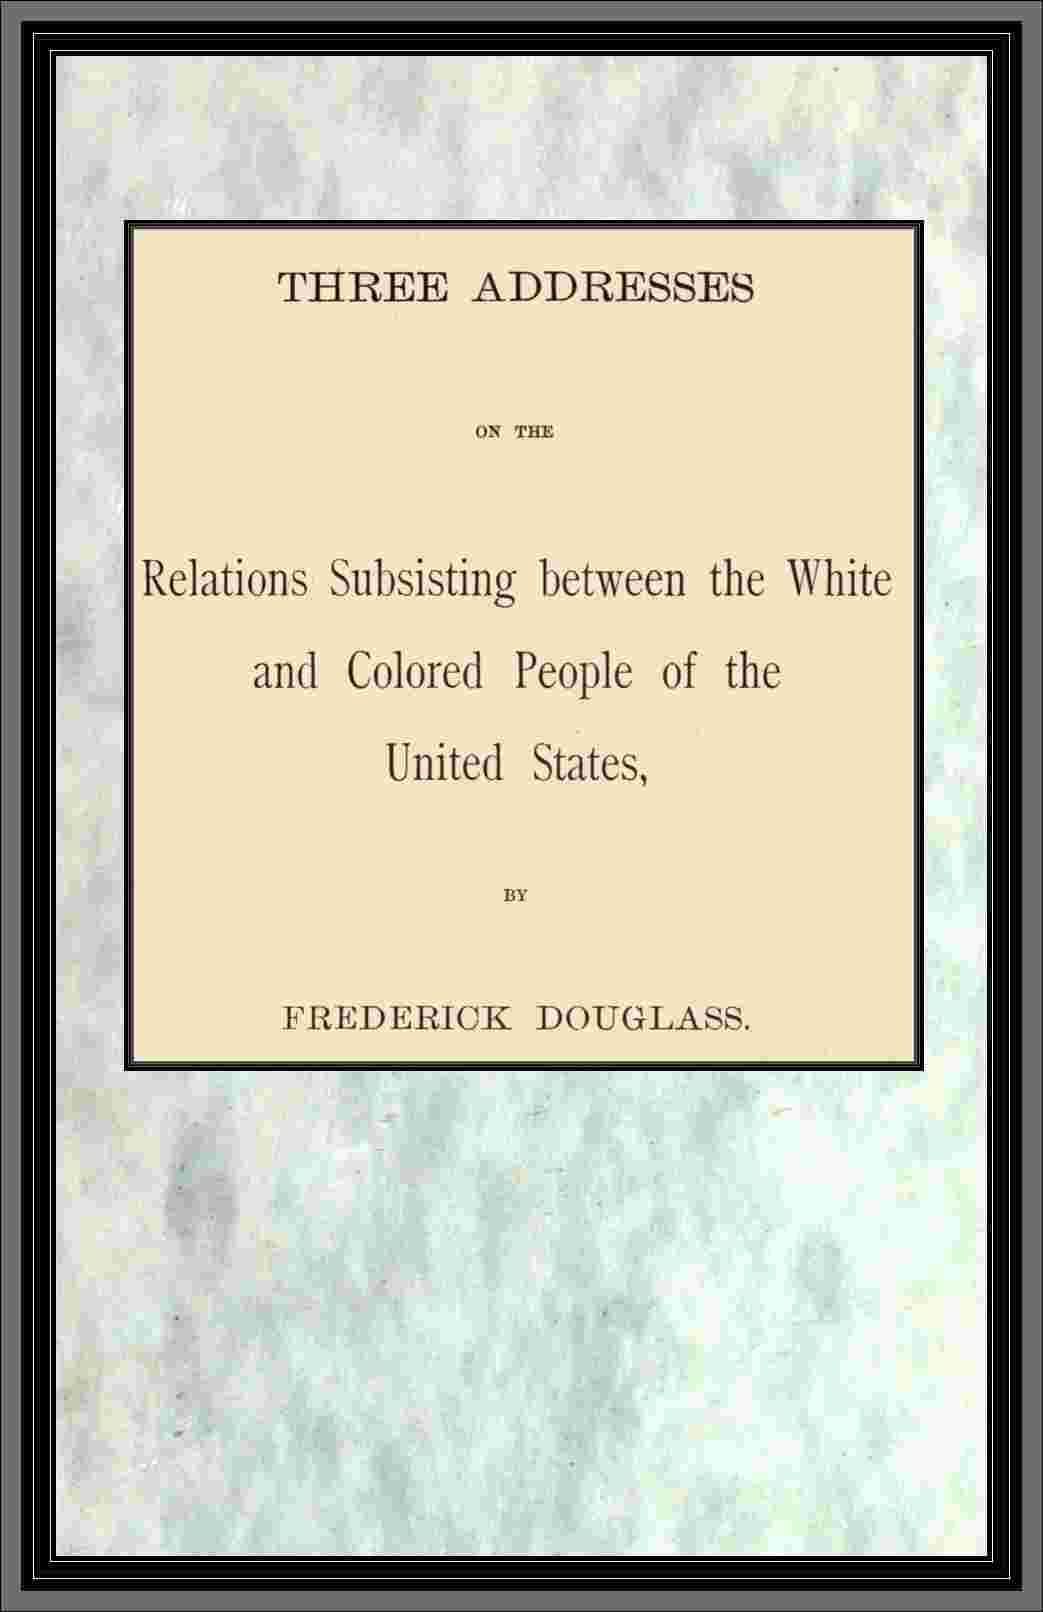 THREE ADDRESSES
ON THE
Relations Subsisting between the White
and Colored People of the
United States,
BY
FREDERICK DOUGLASS.